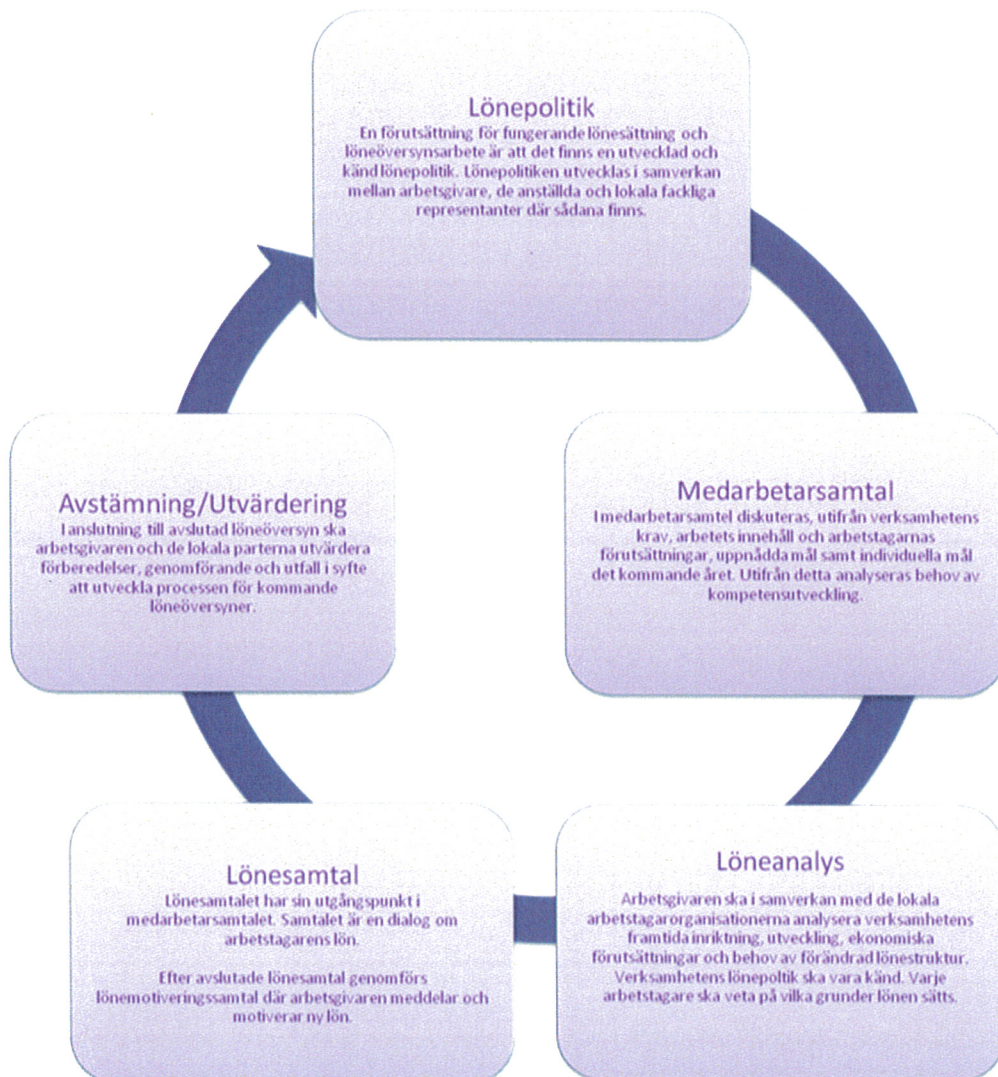 Lönepolitik
En förutsättning för fungerande lönesättning och
löneöversynsarbete är att det finns en utvecklad och
känd lönepolitik. Lönepolitiken utvecklas i samverkan
mellan arbetsgivare, de anställda och lokala fackliga
representanter där sådana finns.
Medarbetarsamtal
I medarbetarsamtel diskuteras, utifrån verksamhetens
krav, arbetets innehåll och arbetstagarnas
förutsättningar, uppnådda mål samt individuella mål
det kommande året. Utifrån detta analyseras behov av
kompetensutveckling.
Löneanalys
Arbetsgivaren ska i samverkan med de lokala
arbetstagarorganisationerna analysera verksamhetens
framtida inriktning, utveckling, ekonomiska
förutsättningar och behov av förändrad lönestruktur.
Verksamhetens lönepoltik ska vara känd. Varje
arbetstagare ska veta på vilka grunder lönen sätts.
Lönesamtal
Lönesamtalet har sin utgångspunkt i
medarbetarsamtalet. Samtalet är en dialog om
arbetstagarens lön.
Efter avslutade lönesamtal genomförs
lönemotiveringssamtal där arbetsgivaren meddelar och
motiverar ny lön.
Avstämning/Utvärdering
I anslutning till avslutad löneöversyn ska
arbetsgivaren och de lokala parterna utvärdera
förberedelser, genomförande och utfall i syfte
att utveckla processen för kommande
löneöversyner.